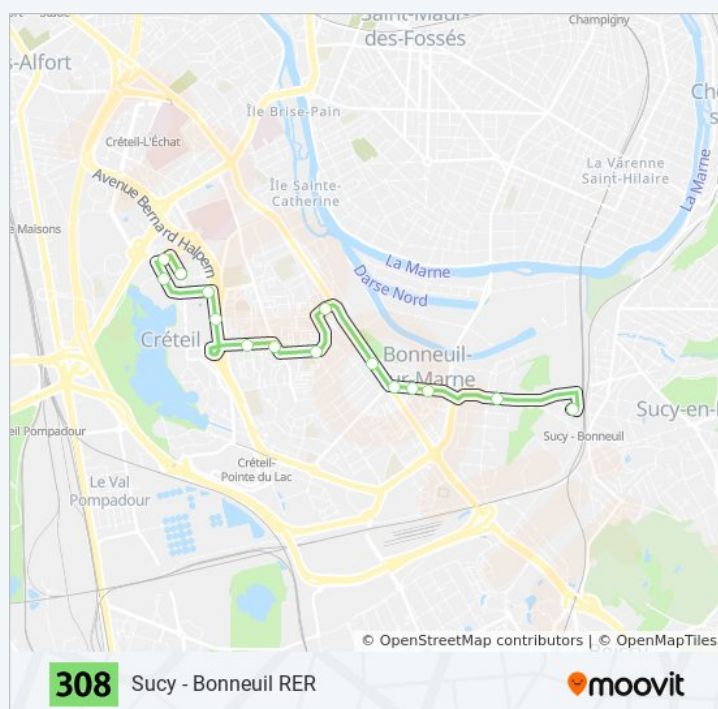 Sucé
Saint-Maur-
des-Fossés
Champigny
s-Alfort
Île Brise-Pain
Créteil-L'Échat
La Varenne
Saint-Hilaire
Île Sainte-
Catherine
La Marne
Avenue Bernard Halpern
Maisons
La Marne
Darse Nord
Créteil
Bonneuil-
sur-Marne
Sucy-en-
eil Pompadour
Sucy - Bonneuil
Créteil-
Pointe du Lac
Le Val
Pompadour
© OpenStreetMap contributors | © OpenMapTiles
308 Sucy - Bonneuil RER moovit